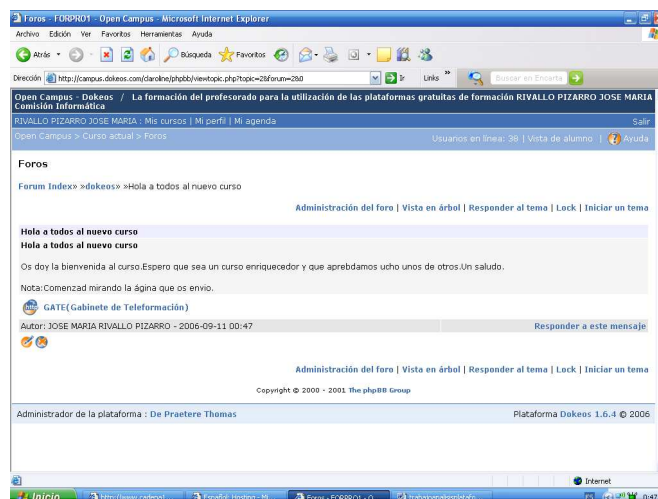 Foros - FORPRO1 - Open Campus - Microsoft Internet Explorer
Archivo Edición Ver Favoritos Herramientas Ayuda
Atrás Búsqueda Favoritos
Dirección http://campus.dokeos.com/claroline/phpbb/viewtopic.php?topic=28&forum=28&0 Ir Links » Buscar en Encarta
Open Campus - Dokeos / La formación del profesorado para la utilización de las plataformas gratuitas de formación RIVALLO PIZARRO JOSE MARIA
Comisión Informática
RIVALLO PIZARRO JOSE MARIA : Mis cursos | Mi perfil | Mi agenda Salir
Open Campus > Curso actual > Foros Usuarios en línea: 38 | Vista de alumno | Ayuda
Foros
Forum Index» »dokeos» »Hola a todos al nuevo curso
Administración del foro | Vista en árbol | Responder al tema | Lock | Iniciar un tema
Hola a todos al nuevo curso
Hola a todos al nuevo curso
Os doy la bienvenida al curso.Espero que sea un curso enriquecedor y que aprebdamos ucho unos de otros.Un saludo.
Nota:Comenzad mirando la ágina que os envio.
GATE(Gabinete de Teleformación)
Autor: JOSE MARIA RIVALLO PIZARRO - 2006-09-11 00:47 Responder a este mensaje
Administración del foro | Vista en árbol | Responder al tema | Lock | Iniciar un tema
Copyright © 2000 - 2001 The phpBB Group
Administrador de la plataforma : De Praetere Thomas Plataforma Dokeos 1.6.4 © 2006
Internet
Inicio http://www.cadena1... Español: Hosting - Mi... Foros - FORPRO1 - O... ES 0:47